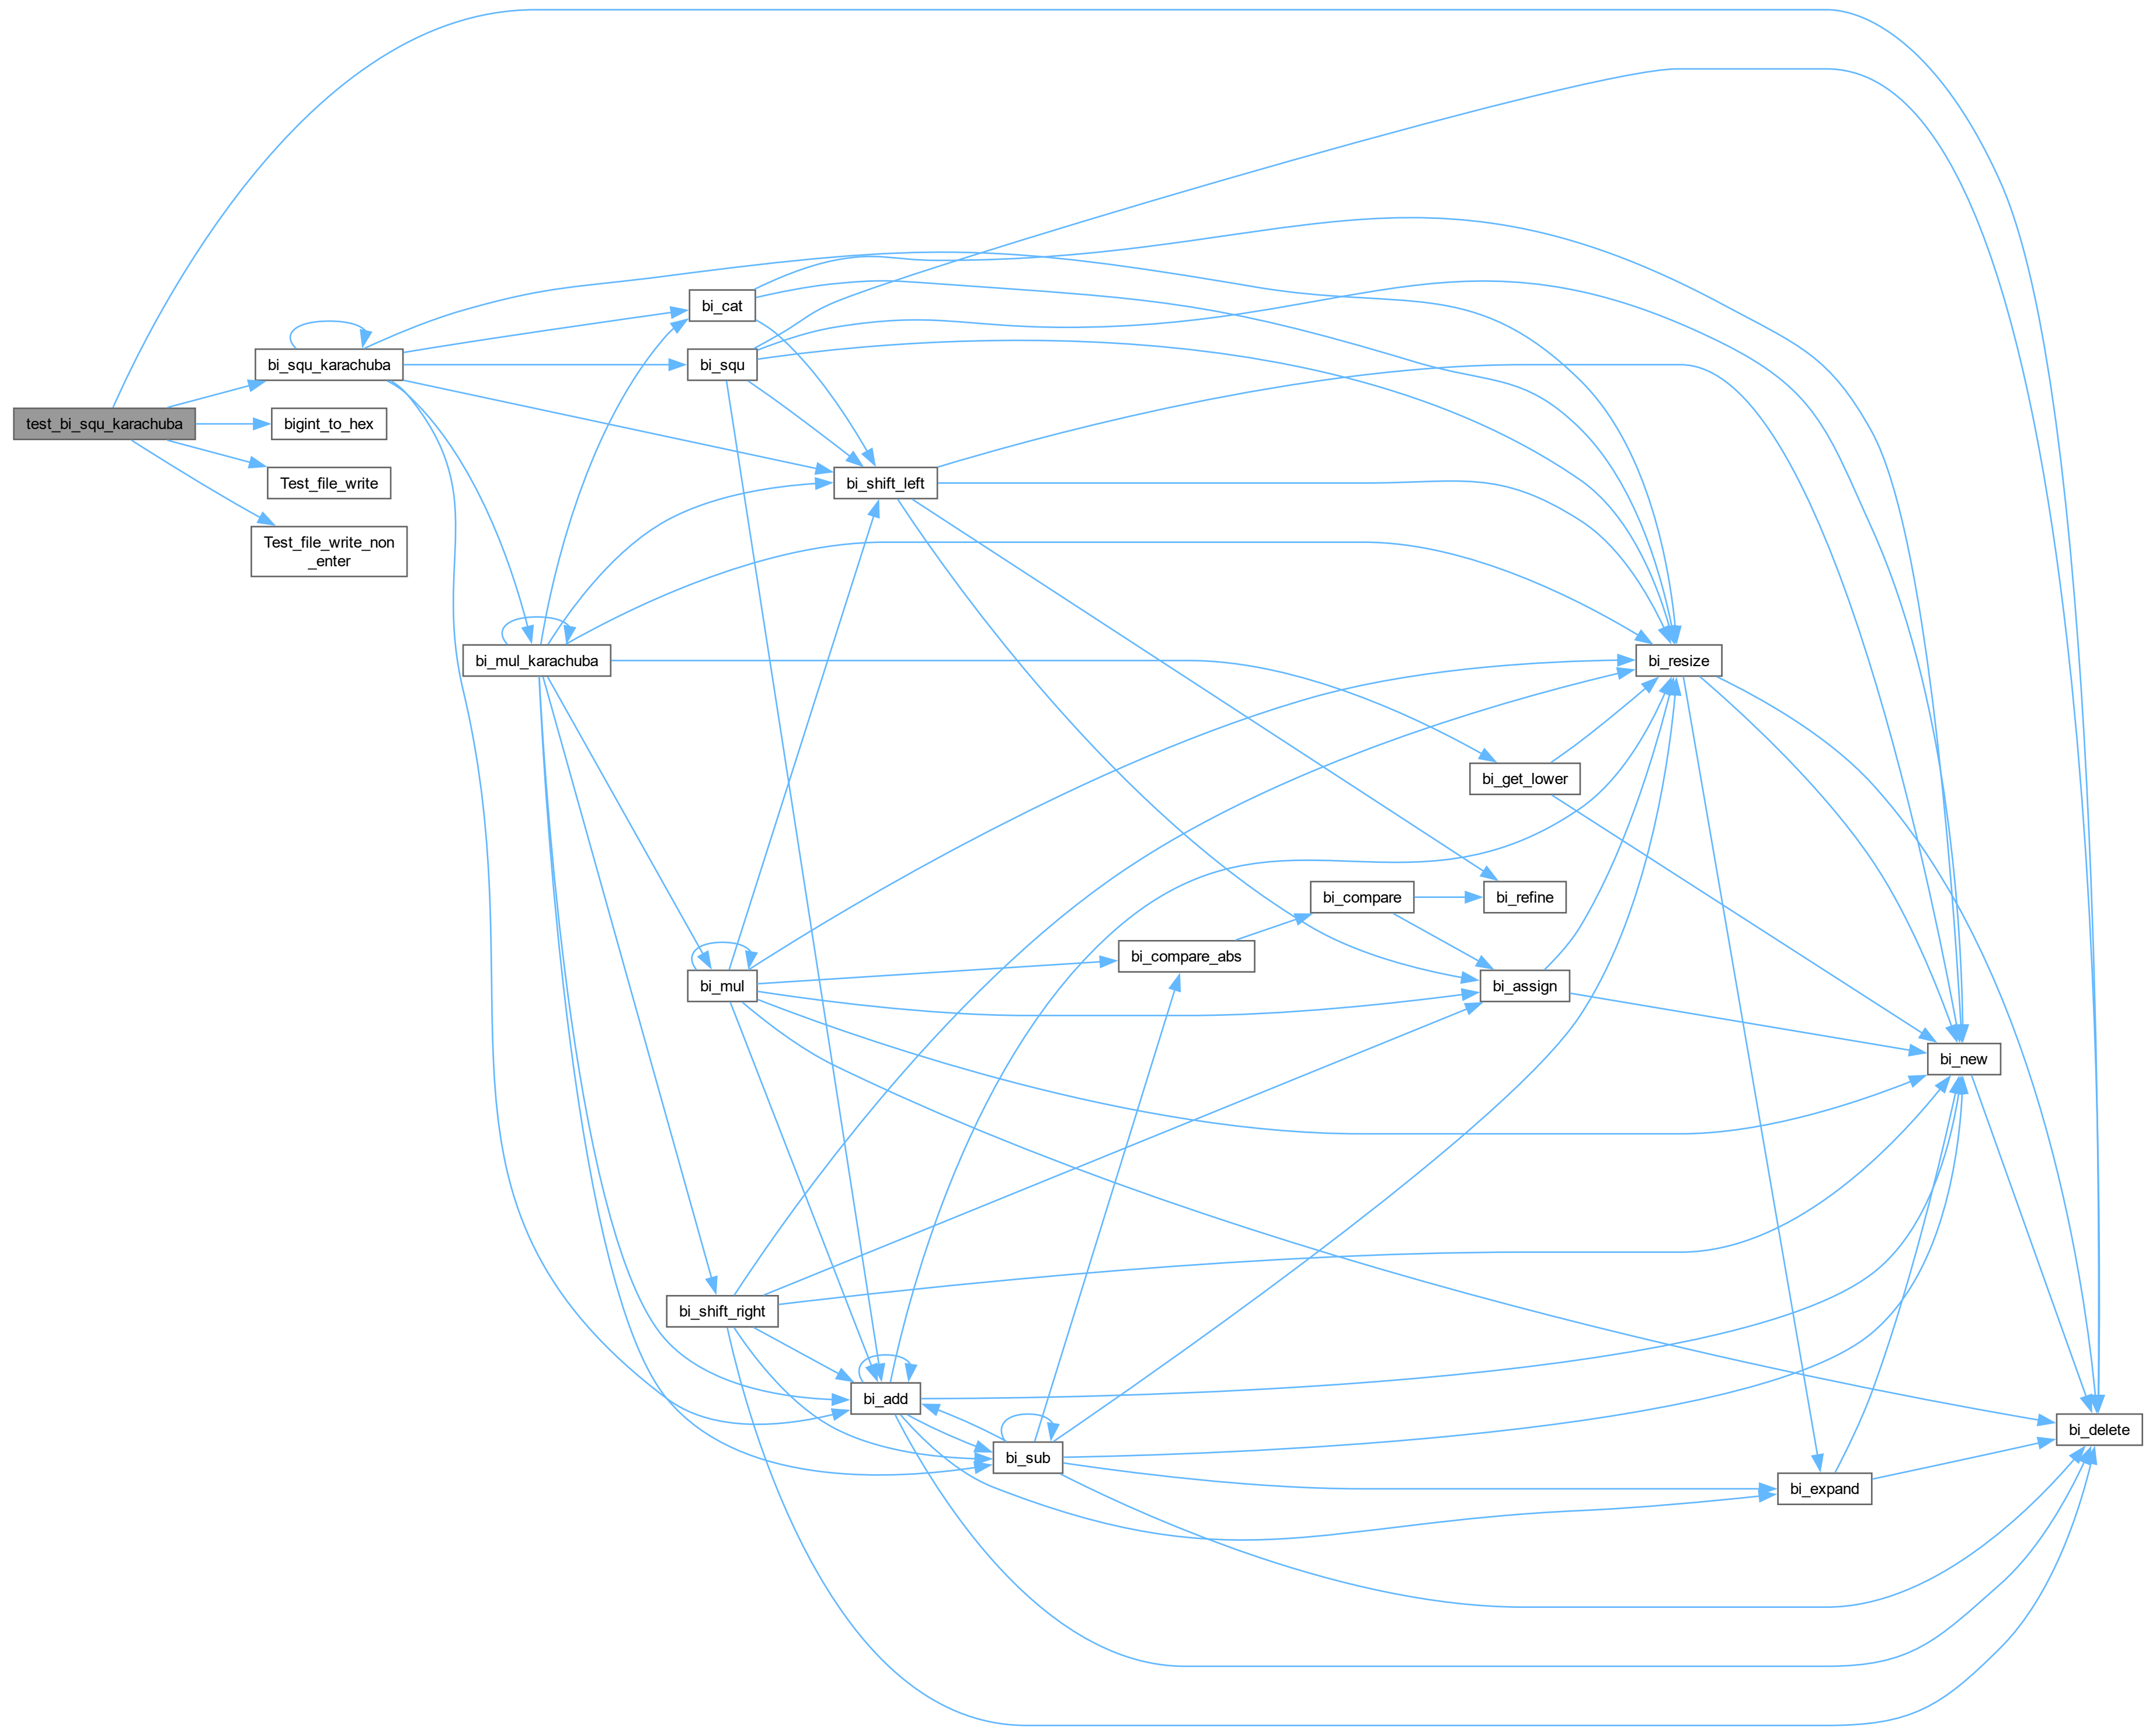 bi_cat
bi_squ_karachuba
bi_squ
test_bi_squ_karachuba
bigint_to_hex
Test_file_write
bi_shift_left
Test_file_write_non
_enter
bi_mul_karachuba
bi_resize
bi_get_lower
bi_compare
bi_refine
bi_compare_abs
bi_mul
bi_assign
bi_new
bi_shift_right
bi_add
bi_delete
bi_sub
bi_expand